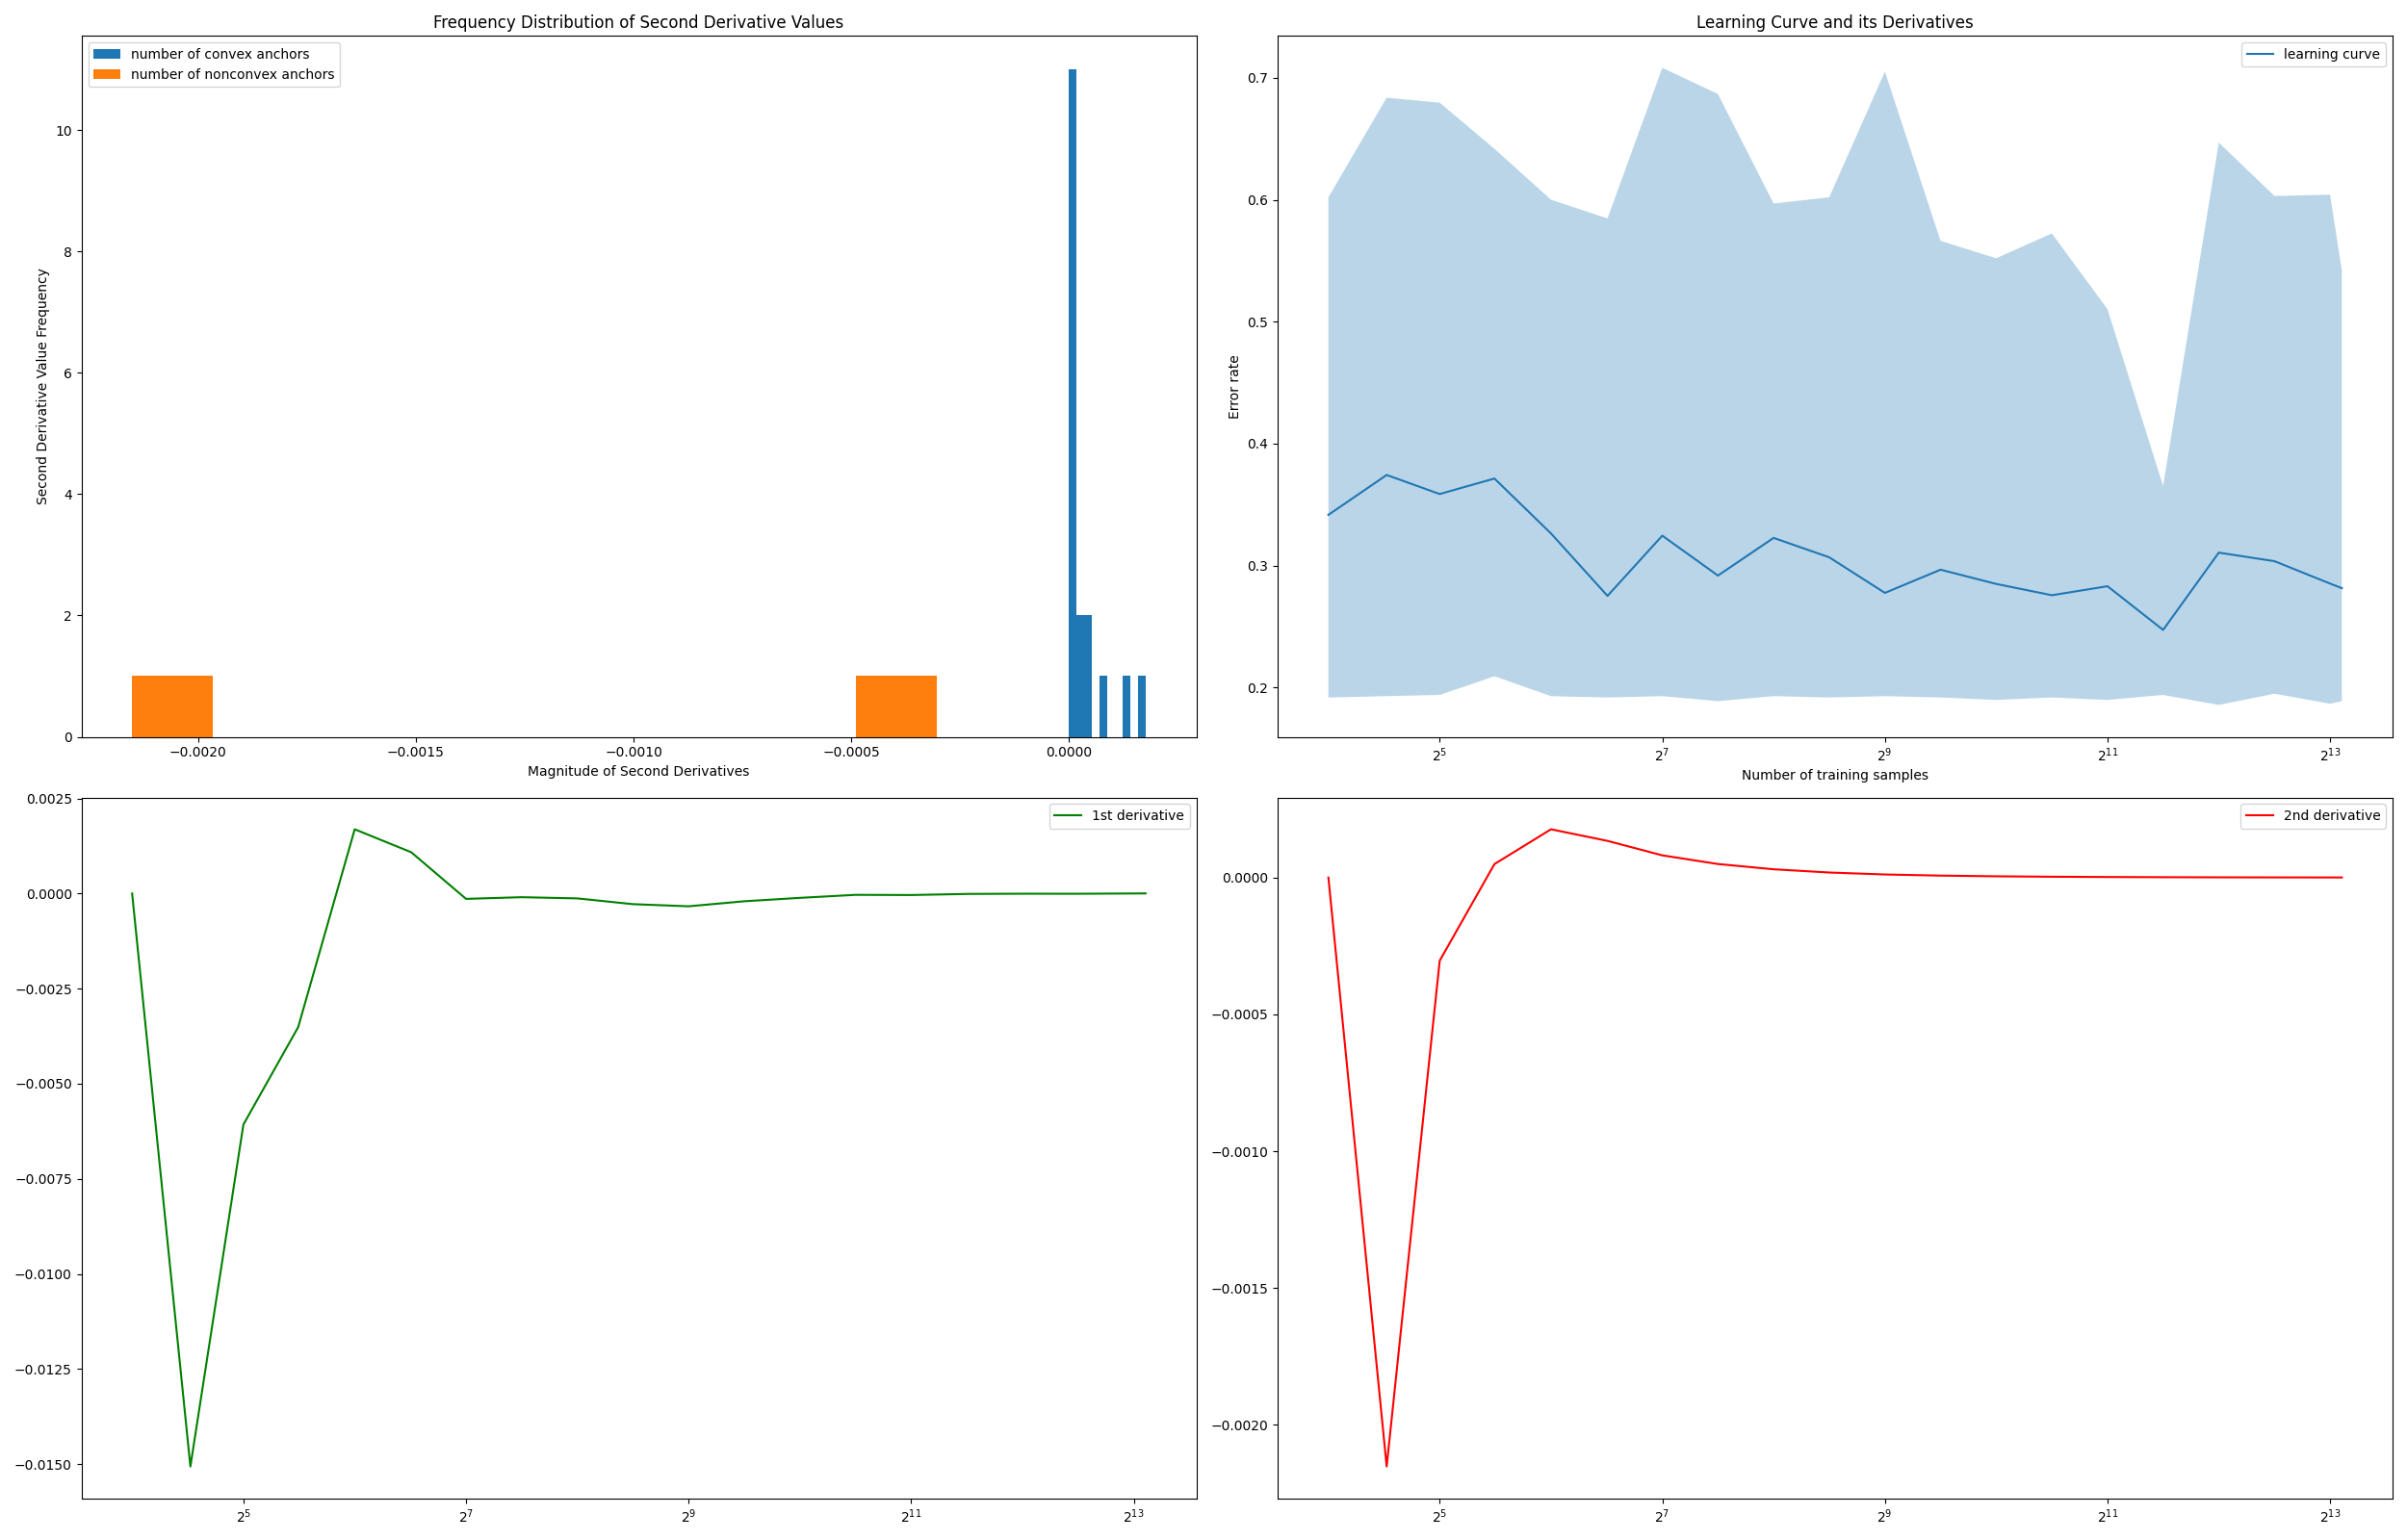 Frequency Distribution of Second Derivative Values
number of convex anchors
number of nonconvex anchors
Second Derivative Value Frequency
10
8
6
4
2
0
−0.0020 −0.0015 −0.0010 −0.0005 0.0000
Magnitude of Second Derivatives
Learning Curve and its Derivatives
learning curve
Error rate
0.7
0.6
0.5
0.4
0.3
0.2
2^5 2^7 2^9 2^11 2^13
Number of training samples
1st derivative
0.0025
0.0000
−0.0025
−0.0050
−0.0075
−0.0100
−0.0125
−0.0150
2^5 2^7 2^9 2^11 2^13
2nd derivative
0.0000
−0.0005
−0.0010
−0.0015
−0.0020
2^5 2^7 2^9 2^11 2^13